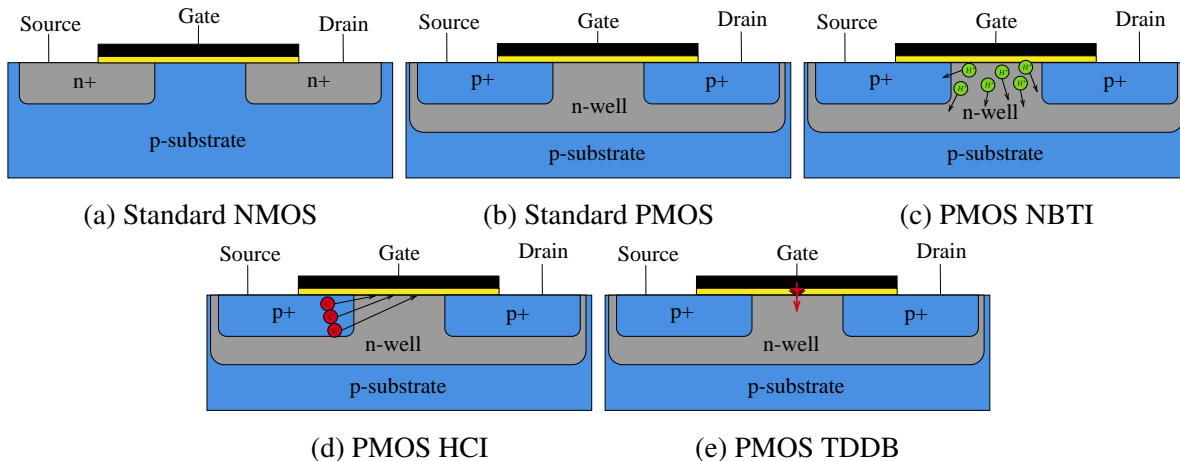 Source Gate Drain
n+ n+
p-substrate
(a) Standard NMOS
Source Gate Drain
p+ p+
n-well
p-substrate
(b) Standard PMOS
Source Gate Drain
p+ p+
n-well
p-substrate
(c) PMOS NBTI
Source Gate Drain
p+ p+
n-well
p-substrate
(d) PMOS HCI
Source Gate Drain
p+ p+
n-well
p-substrate
(e) PMOS TDDB